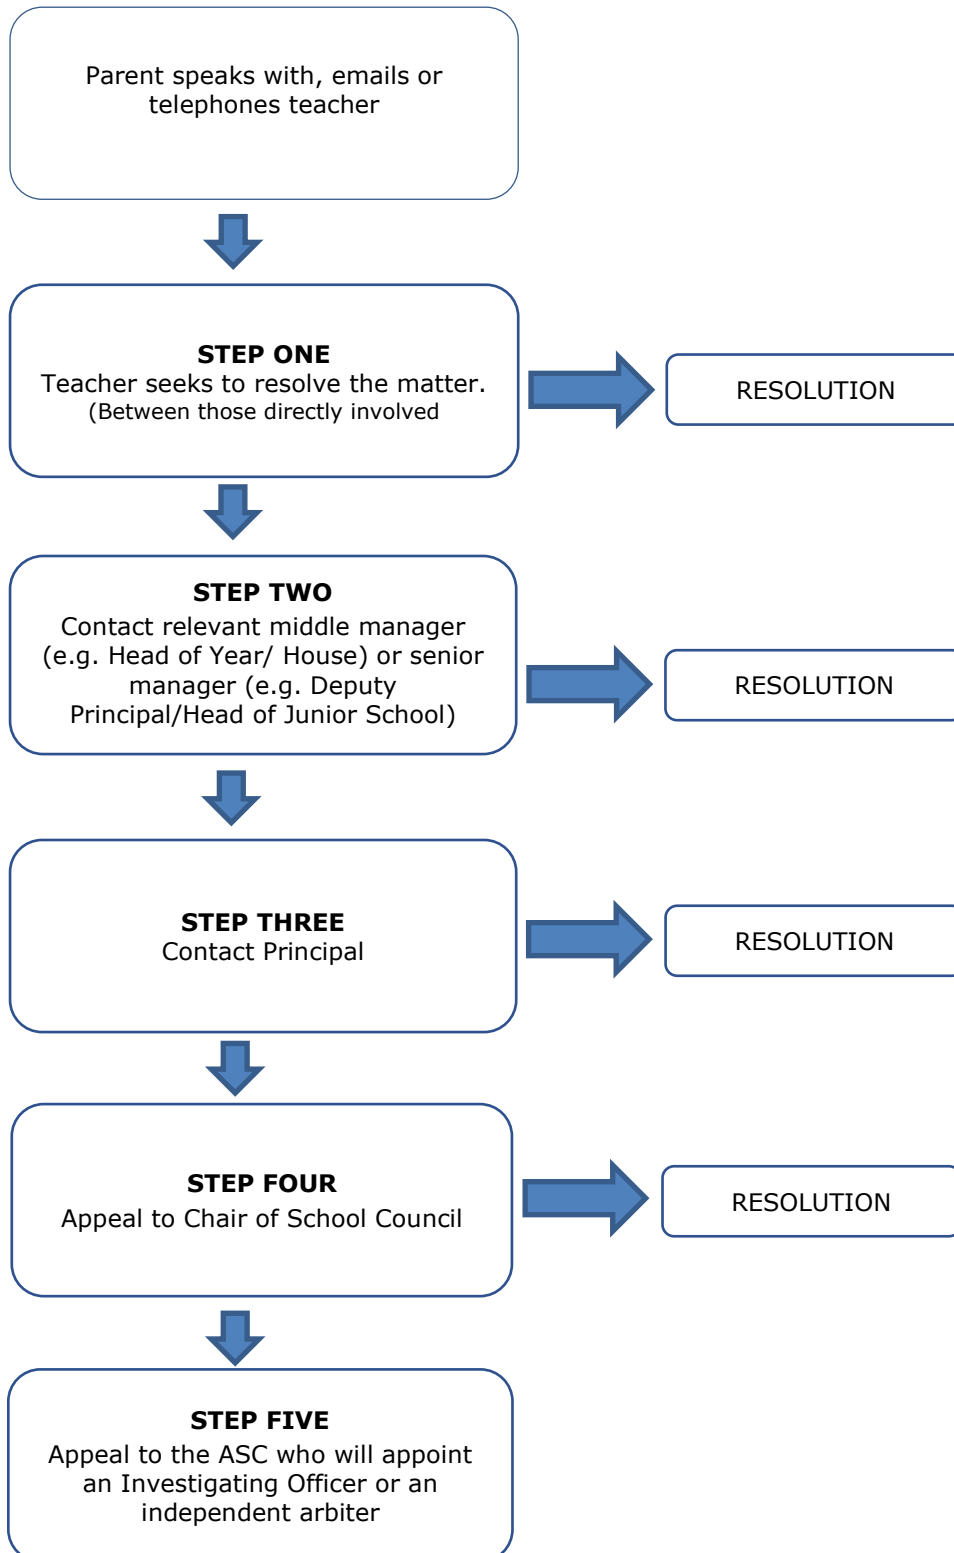 Parent speaks with, emails or
telephones teacher
STEP ONE
Teacher seeks to resolve the matter.
(Between those directly involved
RESOLUTION
STEP TWO
Contact relevant middle manager
(e.g. Head of Year/ House) or senior
manager (e.g. Deputy
Principal/Head of Junior School)
RESOLUTION
STEP THREE
Contact Principal
RESOLUTION
STEP FOUR
Appeal to Chair of School Council
RESOLUTION
STEP FIVE
Appeal to the ASC who will appoint
an Investigating Officer or an
independent arbiter